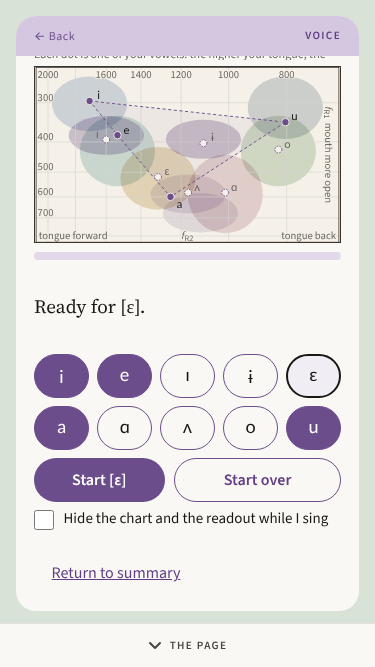 ← Back VOICE
Each dot is one of your vowels: the higher your tongue, the
2000 1600 1400 1200 1000 800
300
400
500
600
700
i
e
ɪ
ɛ
a
ʌ
ɑ
ɨ
o
u
fR1 mouth more open
tongue forward fR2 tongue back
Ready for [ɛ].
i e ɪ ɨ ɛ
a ɑ ʌ o u
Start [ɛ] Start over
Hide the chart and the readout while I sing
Return to summary
THE PAGE